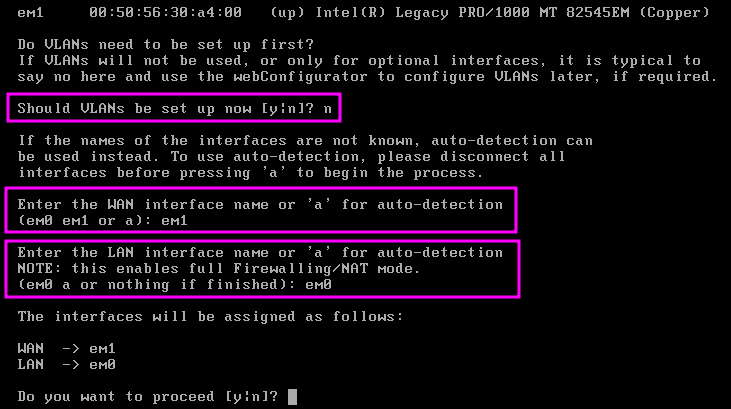 em1     00:50:56:30:a4:00   (up) Intel(R) Legacy PRO/1000 MT 82545EM (Copper)
Do VLANs need to be set up first?
If VLANs will not be used, or only for optional interfaces, it is typical to
say no here and use the webConfigurator to configure VLANs later, if required.
Should VLANs be set up now [y|n]? n
If the names of the interfaces are not known, auto-detection can
be used instead. To use auto-detection, please disconnect all
interfaces before pressing 'a' to begin the process.
Enter the WAN interface name or 'a' for auto-detection
(em0 em1 or a): em1
Enter the LAN interface name or 'a' for auto-detection
NOTE: this enables full Firewalling/NAT mode.
(em0 a or nothing if finished): em0
The interfaces will be assigned as follows:
WAN  -> em1
LAN  -> em0
Do you want to proceed [y|n]?